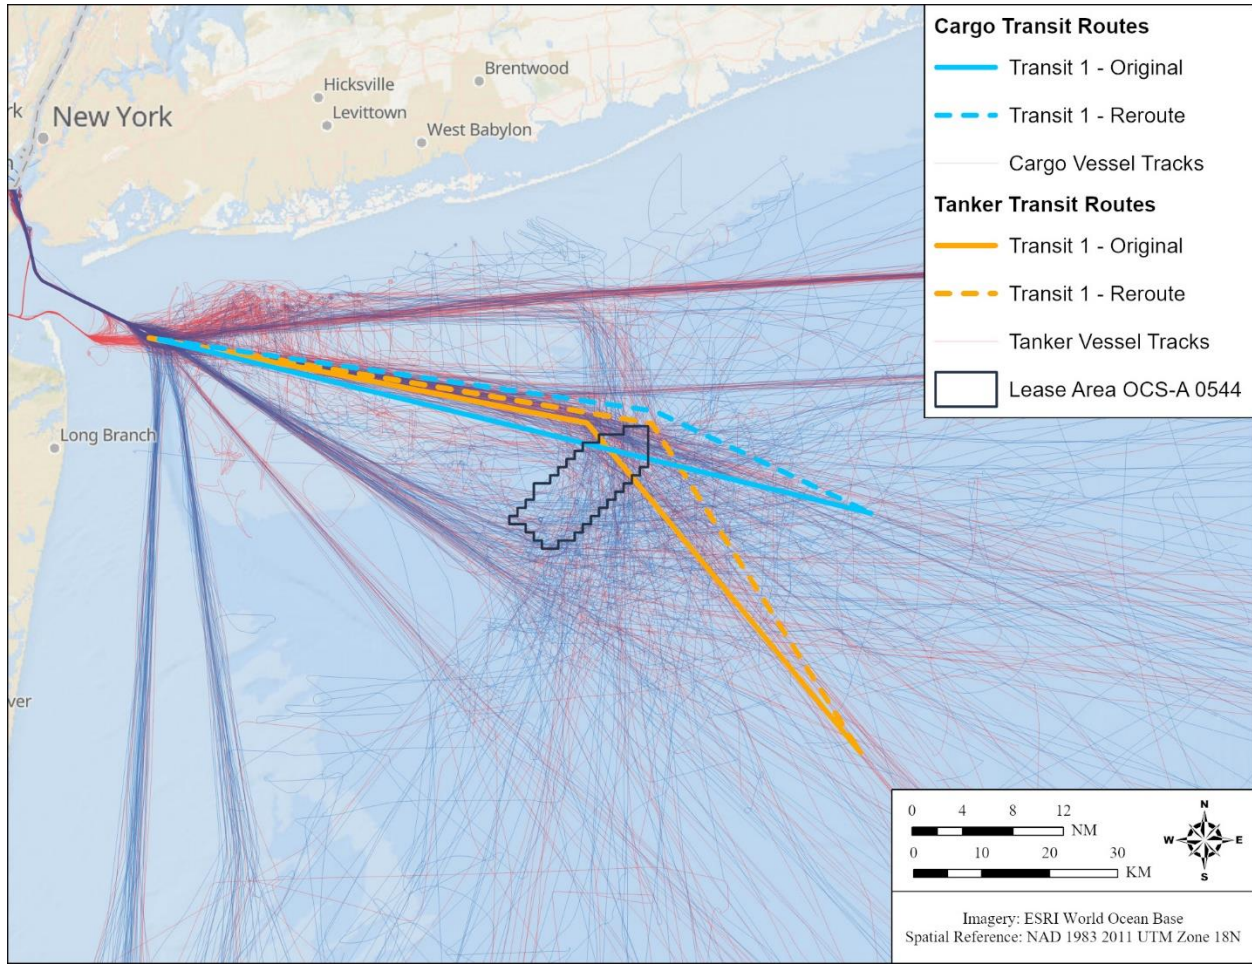 Hicksville
Brentwood
Levittown
New York
West Babylon
rk
n
Long Branch
ver
Cargo Transit Routes
Transit 1 - Original
Transit 1 - Reroute
Cargo Vessel Tracks
Tanker Transit Routes
Transit 1 - Original
Transit 1 - Reroute
Tanker Vessel Tracks
Lease Area OCS-A 0544
0 4 8 12
NM
0 10 20 30
KM
N
W E
S
Imagery: ESRI World Ocean Base
Spatial Reference: NAD 1983 2011 UTM Zone 18N